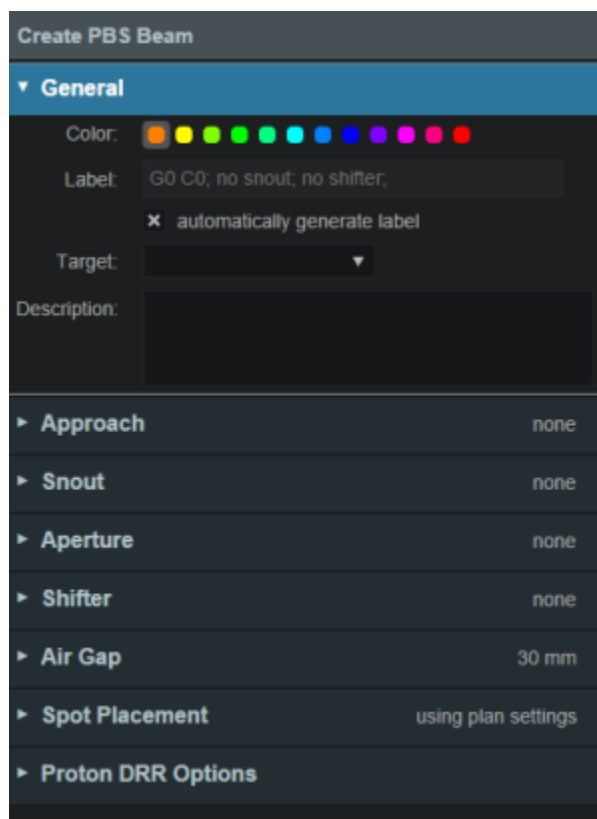 Create PBS Beam
General
Color:
Label: G0 C0; no snout; no shifter;
automatically generate label
Target:
Description:
Approach none
Snout none
Aperture none
Shifter none
Air Gap 30 mm
Spot Placement using plan settings
Proton DRR Options